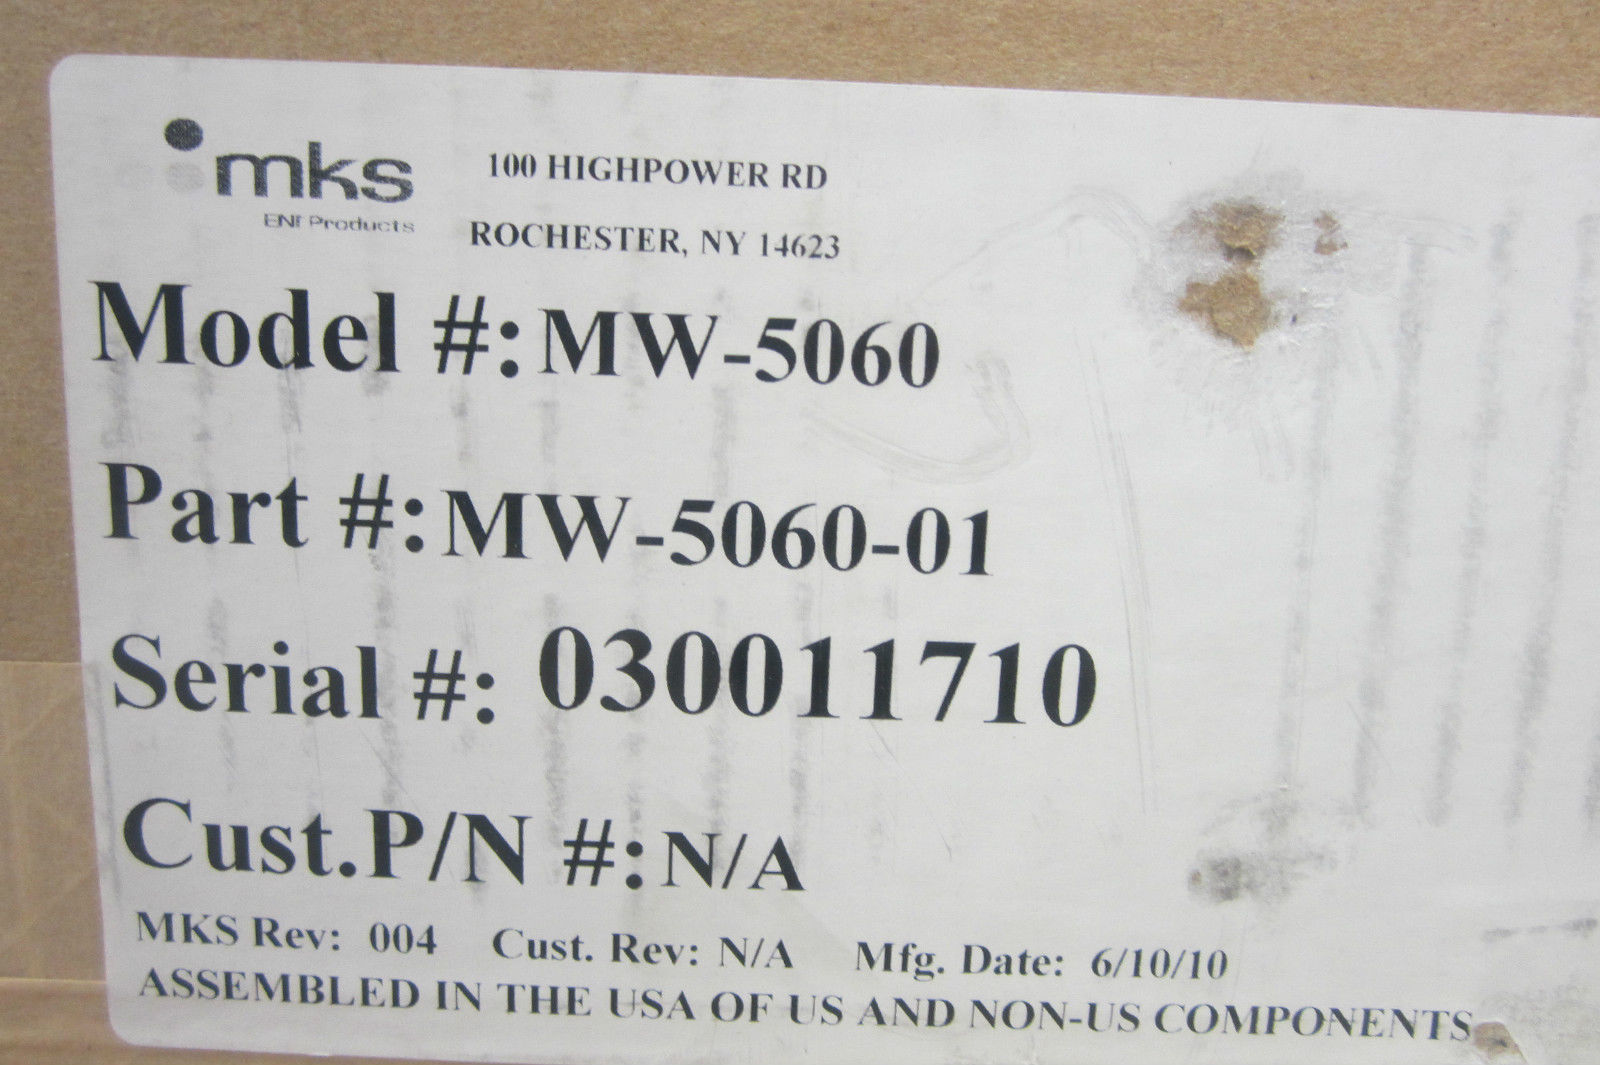 mks
ENI Products
100 HIGHPOWER RD
ROCHESTER, NY 14623
Model #: MW-5060
Part #: MW-5060-01
Serial #: 030011710
Cust.P/N #: N/A
MKS Rev: 004 Cust. Rev: N/A Mfg. Date: 6/10/10
ASSEMBLED IN THE USA OF US AND NON-US COMPONENTS